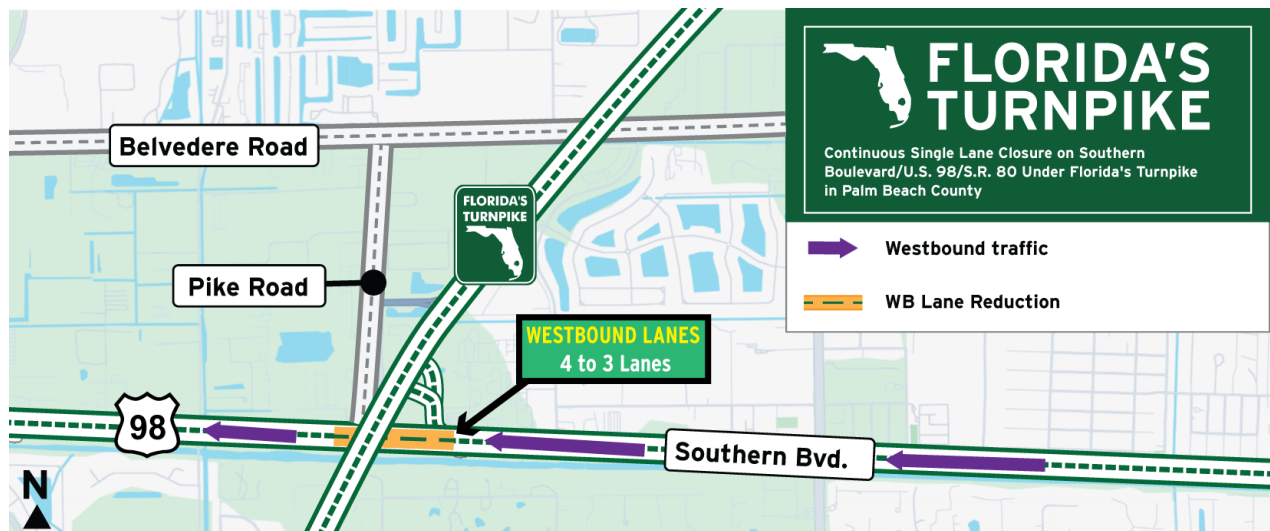 FLORIDA'S
TURNPIKE
Continuous Single Lane Closure on Southern
Boulevard/U.S. 98/S.R. 80 Under Florida's Turnpike
in Palm Beach County
Westbound traffic
WB Lane Reduction
Belvedere Road
FLORIDA'S
TURNPIKE
Pike Road
WESTBOUND LANES
4 to 3 Lanes
98
Southern Blvd.
N